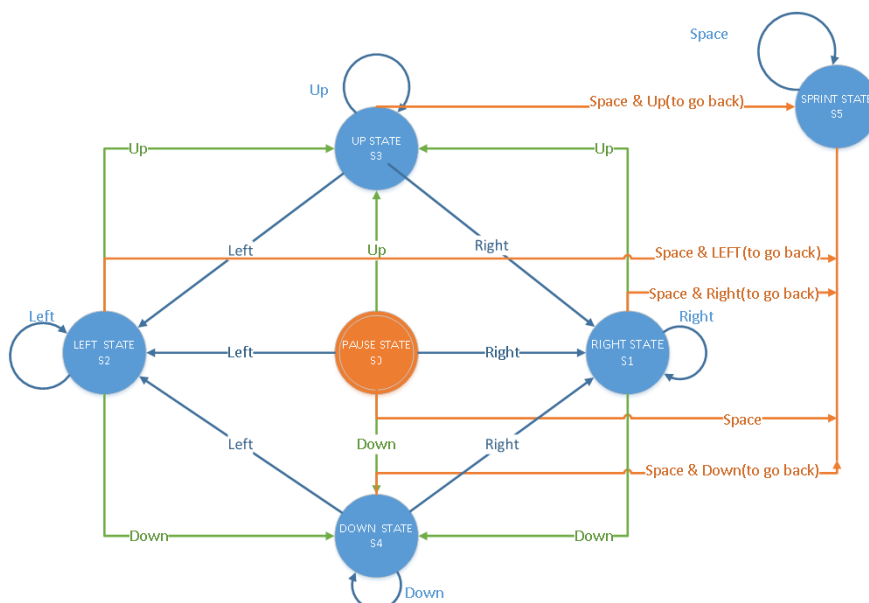 Space
SPRINT STATE
S5
Up
Space & Up(to go back)
UP STATE
S3
Up
Up
Left
Right
Up
Space & LEFT(to go back)
Space & Right(to go back)
Left
Right
LEFT STATE
S2
Left
PAUSE STATE
Right
RIGHT STATE
S1
Space
Left
Down
Right
Space & Down(to go back)
Down
DOWN STATE
S4
Down
Down